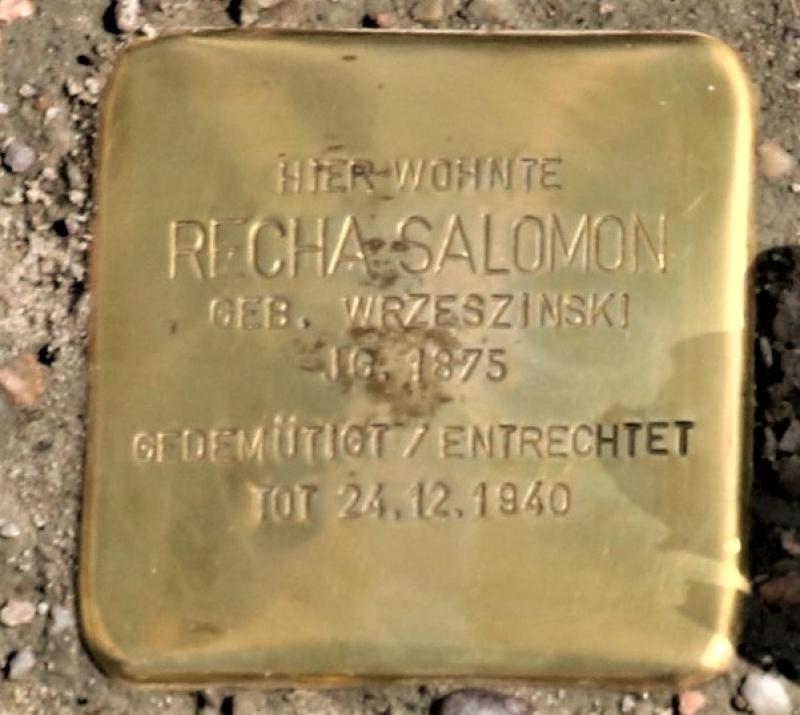 HIER WOHNTE
RECHA SALOMON
GEB. WRZESZINSKI
JG. 1875
GEDEMÜTIGT / ENTRECHTET
TOT 24.12.1940